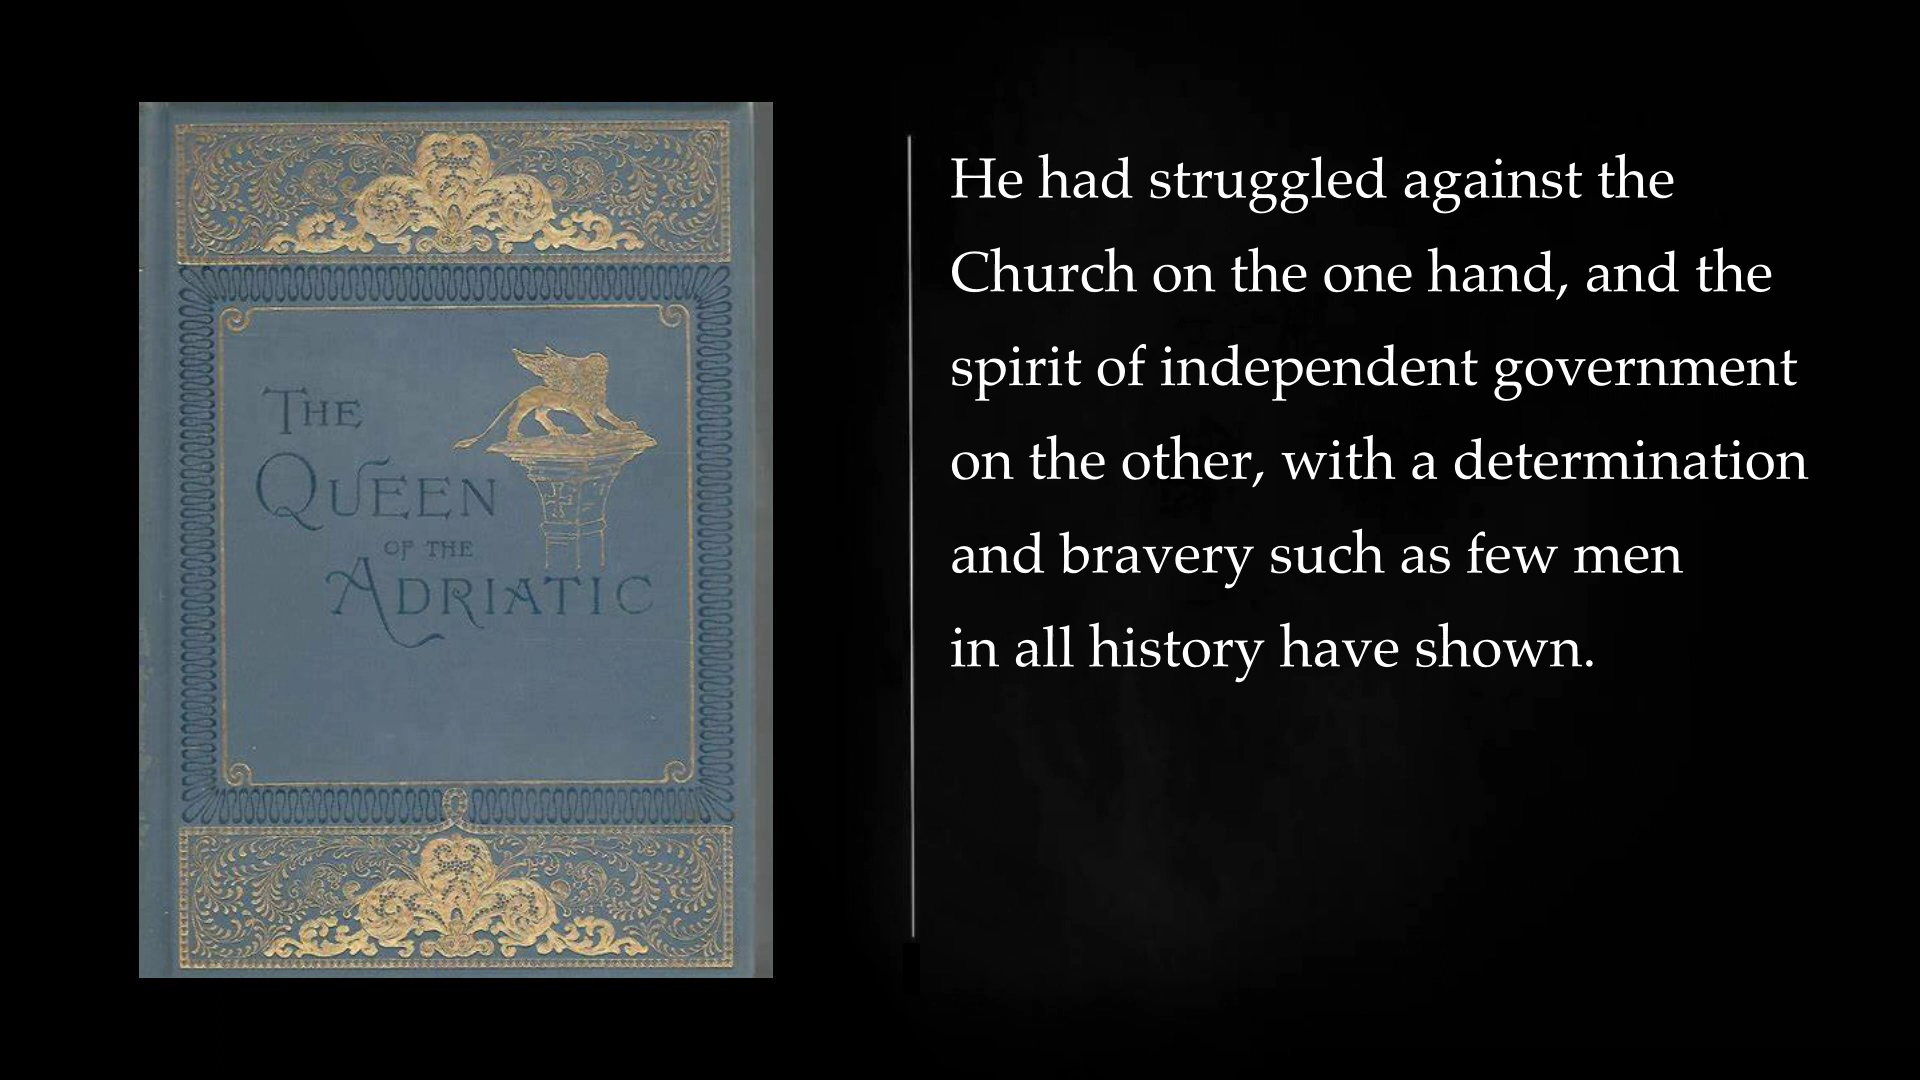 The
Queen
of the
Adriatic
He had struggled against the
Church on the one hand, and the
spirit of independent government
on the other, with a determination
and bravery such as few men
in all history have shown.